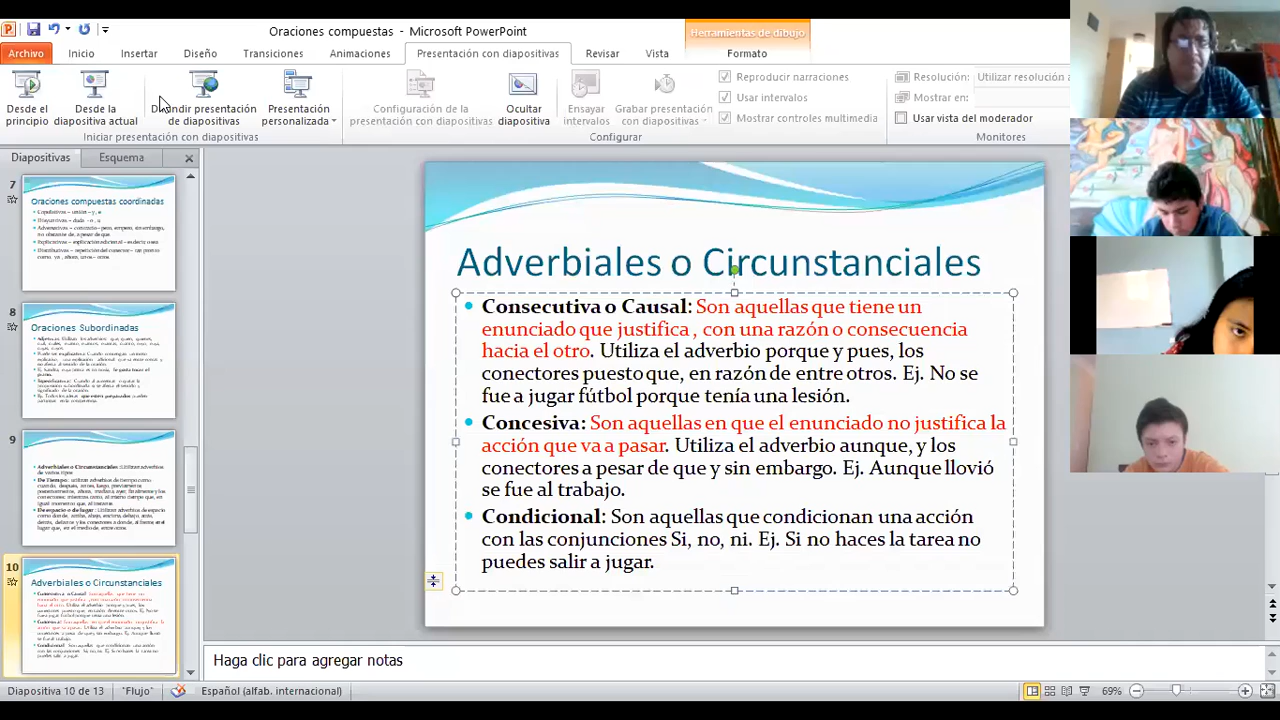 Oraciones compuestas - Microsoft PowerPoint
Herramientas de dibujo
Archivo Inicio Insertar Diseño Transiciones Animaciones Presentación con diapositivas Revisar Vista Formato
Desde el principio
Desde la diapositiva actual
Difundir presentación de diapositivas
Presentación personalizada
Configuración de la presentación con diapositivas
Ocultar diapositiva
Ensayar intervalos
Grabar presentación con diapositivas
Reproducir narraciones
Usar intervalos
Mostrar controles multimedia
Resolución: Utilizar resolución
Mostrar en:
Usar vista del moderador
Iniciar presentación con diapositivas
Configurar
Monitores
Diapositivas Esquema
7
Oraciones compuestas coordinadas
8
Oraciones Subordinadas
9
10
Adverbiales o Circunstanciales
Adverbiales o Circunstanciales
Consecutiva o Causal: Son aquellas que tiene un
enunciado que justifica , con una razón o consecuencia
hacia el otro. Utiliza el adverbio porque y pues, los
conectores puesto que, en razón de entre otros. Ej. No se
fue a jugar fútbol porque tenía una lesión.
Concesiva: Son aquellas en que el enunciado no justifica la
acción que va a pasar. Utiliza el adverbio aunque, y los
conectores a pesar de que y sin embargo. Ej. Aunque llovió
se fue al trabajo.
Condicional: Son aquellas que condicionan una acción
con las conjunciones Si, no, ni. Ej. Si no haces la tarea no
puedes salir a jugar.
Haga clic para agregar notas
Diapositiva 10 de 13 "Flujo" Español (alfab. internacional) 69%